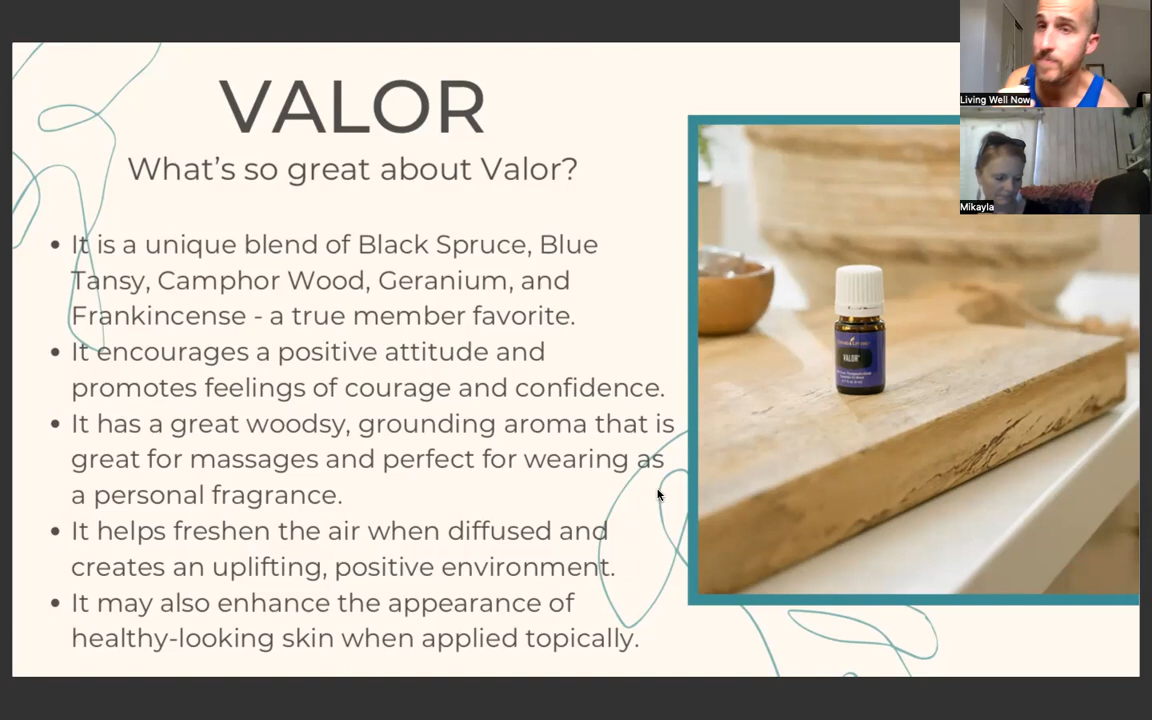 VALOR
What's so great about Valor?
• It is a unique blend of Black Spruce, Blue
Tansy, Camphor Wood, Geranium, and
Frankincense - a true member favorite.
• It encourages a positive attitude and
promotes feelings of courage and confidence.
• It has a great woodsy, grounding aroma that is
great for massages and perfect for wearing as
a personal fragrance.
• It helps freshen the air when diffused and
creates an uplifting, positive environment.
• It may also enhance the appearance of
healthy-looking skin when applied topically.
Living Well Now
Mikayla
YOUNG LIVING
VALOR